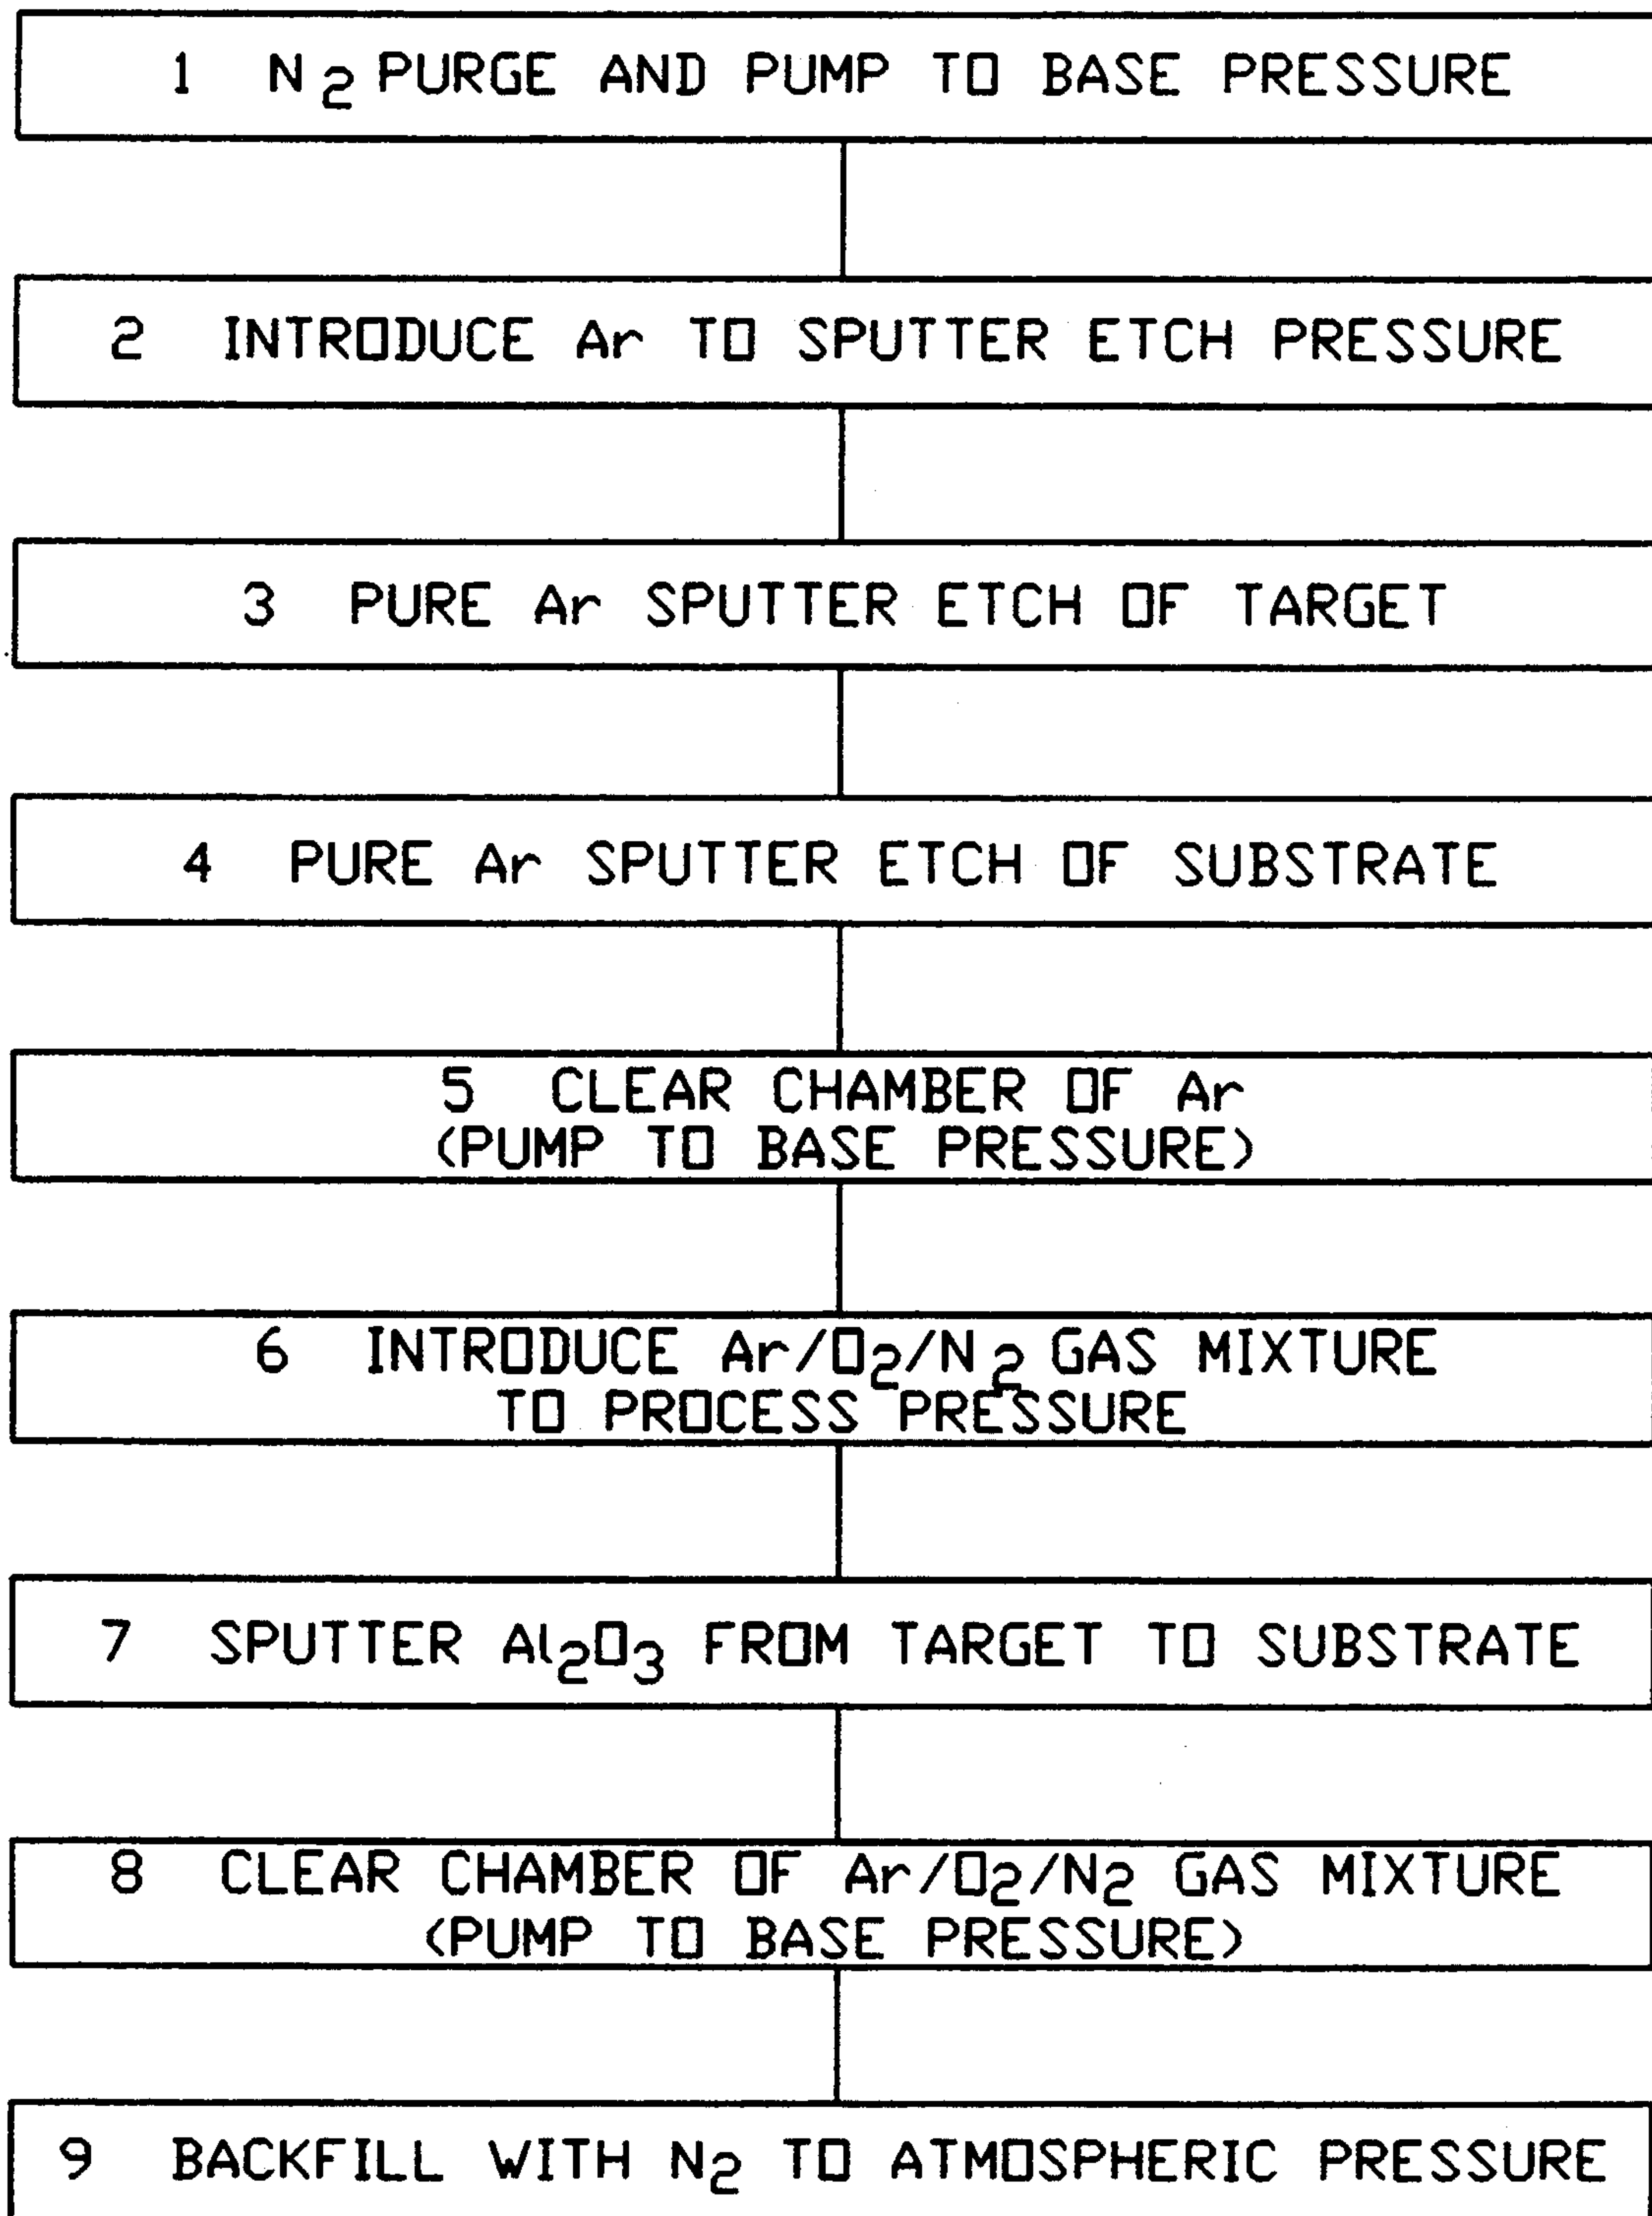 1 N2 PURGE AND PUMP TO BASE PRESSURE
2 INTRODUCE Ar TO SPUTTER ETCH PRESSURE
3 PURE Ar SPUTTER ETCH OF TARGET
4 PURE Ar SPUTTER ETCH OF SUBSTRATE
5 CLEAR CHAMBER OF Ar
(PUMP TO BASE PRESSURE)
6 INTRODUCE Ar/O2/N2 GAS MIXTURE
TO PROCESS PRESSURE
7 SPUTTER Al2O3 FROM TARGET TO SUBSTRATE
8 CLEAR CHAMBER OF Ar/O2/N2 GAS MIXTURE
(PUMP TO BASE PRESSURE)
9 BACKFILL WITH N2 TO ATMOSPHERIC PRESSURE